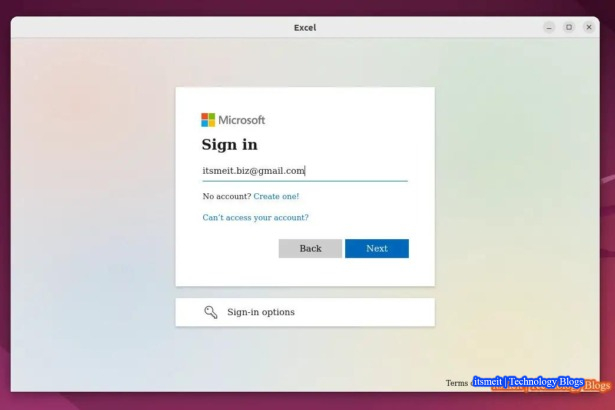 Excel
Microsoft
Sign in
itsmeit.biz@gmail.com
No account? Create one!
Can't access your account?
Back
Next
Sign-in options
Terms
itsmeit | Technology Blogs
Blogs